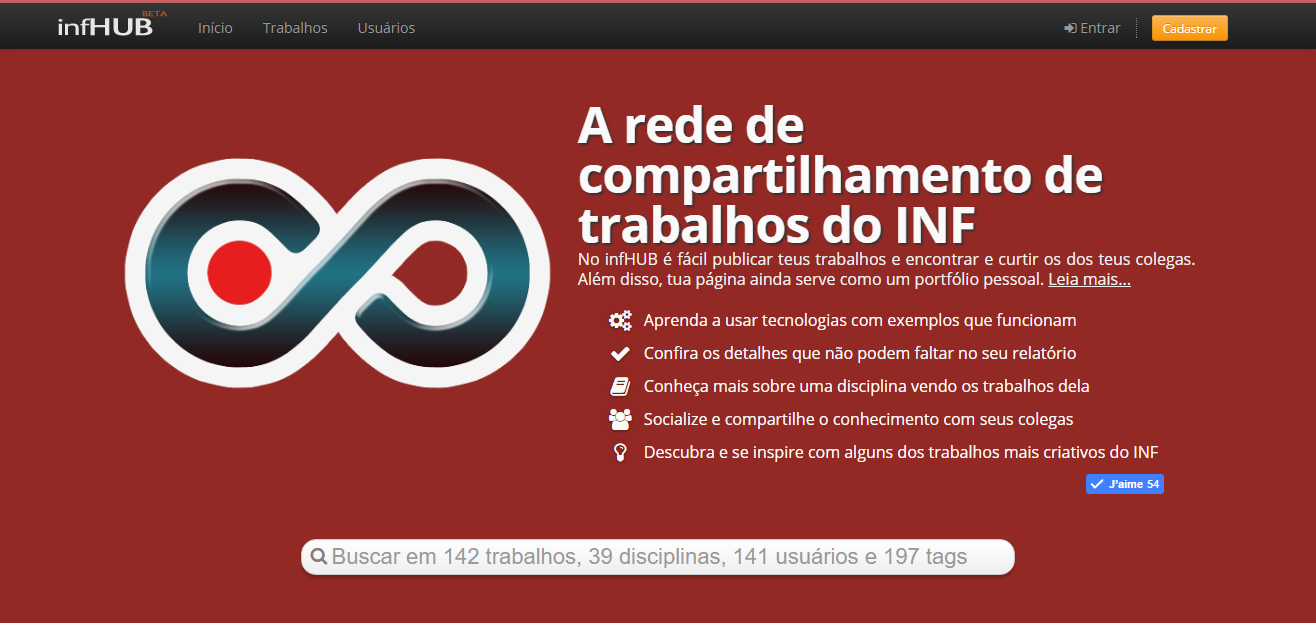 infHUB BETA
Início Trabalhos Usuários Entrar Cadastrar
A rede de
compartilhamento de
trabalhos do INF
No infHUB é fácil publicar teus trabalhos e encontrar e curtir os dos teus colegas.
Além disso, tua página ainda serve como um portfólio pessoal. Leia mais...
Aprenda a usar tecnologias com exemplos que funcionam
Confira os detalhes que não podem faltar no seu relatório
Conheça mais sobre uma disciplina vendo os trabalhos dela
Socialize e compartilhe o conhecimento com seus colegas
Descubra e se inspire com alguns dos trabalhos mais criativos do INF
J'aime 54
Buscar em 142 trabalhos, 39 disciplinas, 141 usuários e 197 tags